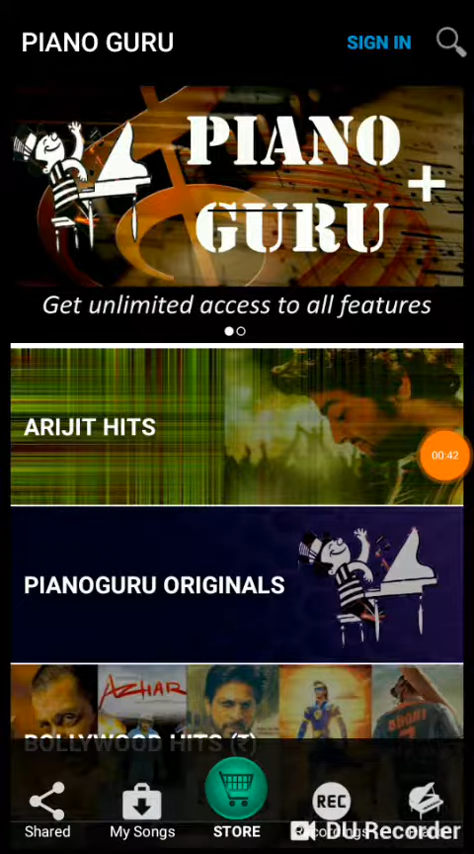 PIANO GURU
SIGN IN
PIANO
GURU
+
Get unlimited access to all features
ARIJIT HITS
00:42
PIANOGURU ORIGINALS
AZHAR
BOLLYWOOD HITS (₹)
REC
Shared
My Songs
STORE
DU Recorder